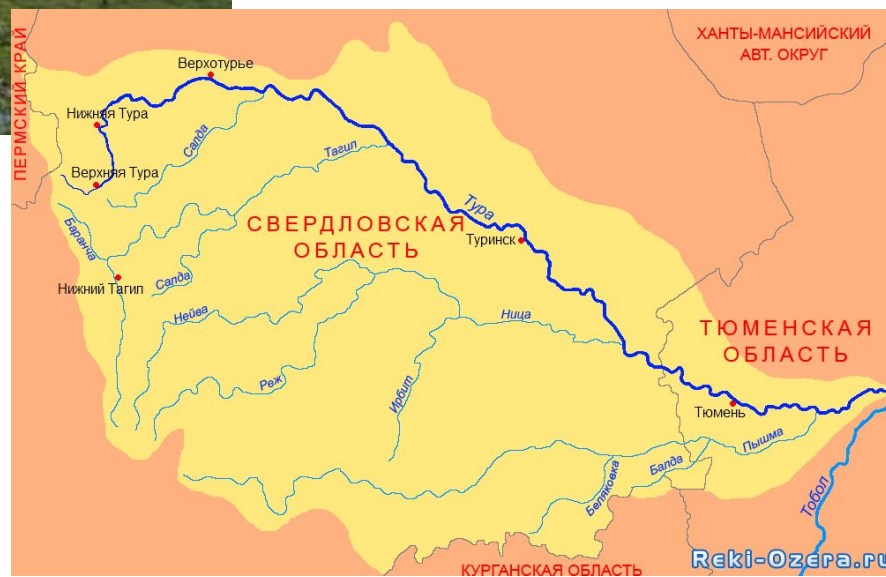 ПЕРМСКИЙ КРАЙ
ХАНТЫ-МАНСИЙСКИЙ
АВТ. ОКРУГ
Верхотурье
Нижняя Тура
Салда
Тагил
Верхняя Тура
Тура
Баранча
СВЕРДЛОВСКАЯ
ОБЛАСТЬ
Туринск
Нижний Тагил
Салда
Нейва
Ница
ТЮМЕНСКАЯ
ОБЛАСТЬ
Реж
Ирбит
Тюмень
Пышма
Балда
Беляковка
Тобол
КУРГАНСКАЯ ОБЛАСТЬ
Reki-Ozera.ru